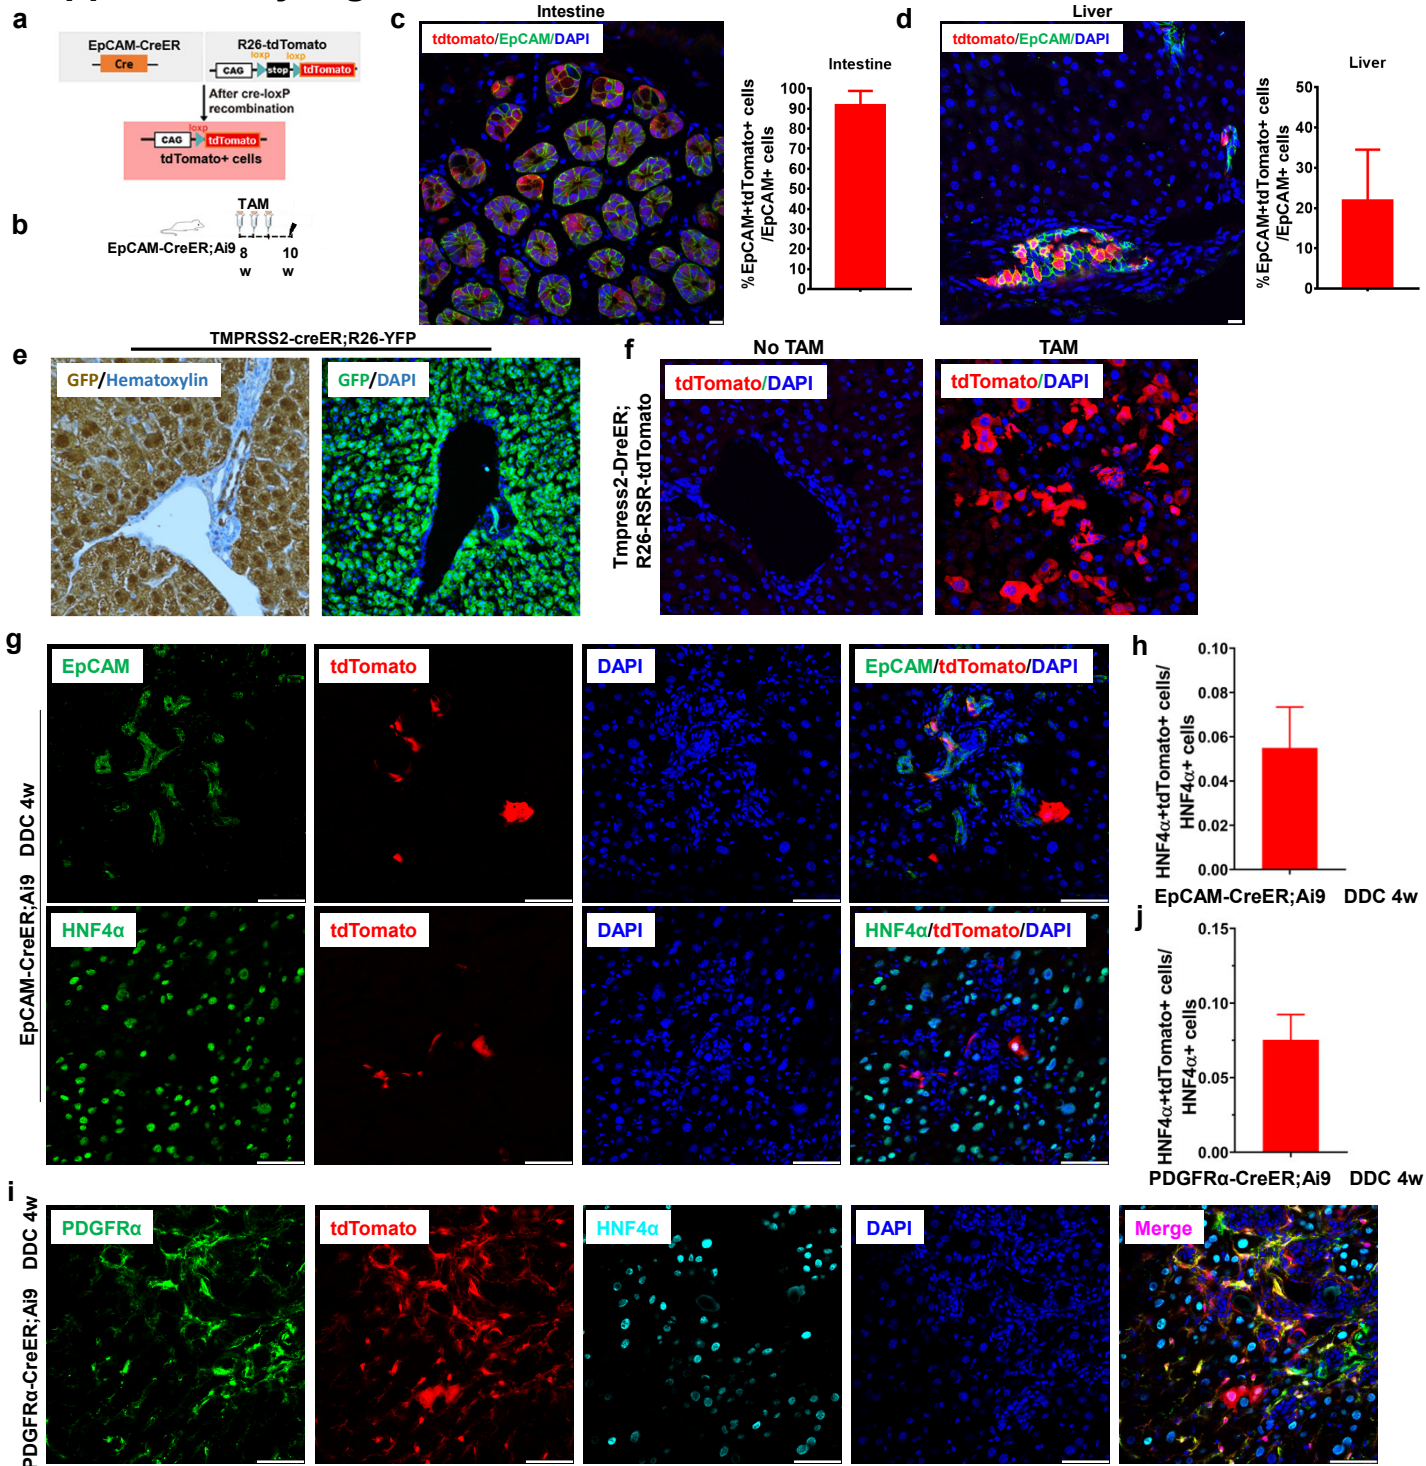 a
EpCAM-CreER
Cre
R26-tdTomato
loxp
loxp
CAG
stop
tdTomato
After cre-loxP
recombination
loxp
CAG
tdTomato
tdTomato+ cells
b
TAM
EpCAM-CreER;Ai9
8
w
10
w
c
Intestine
tdtomato/EpCAM/DAPI
Intestine
%EpCAM+tdTomato+ cells
/EpCAM+ cells
100
90
80
70
60
50
40
30
20
10
0
d
Liver
tdtomato/EpCAM/DAPI
Liver
%EpCAM+tdTomato+ cells
/EpCAM+ cells
50
40
30
20
10
0
e
TMPRSS2-creER;R26-YFP
GFP/Hematoxylin
GFP/DAPI
f
No TAM
TAM
Tmpress2-DreER;
R26-RSR-tdTomato
tdTomato/DAPI
tdTomato/DAPI
g
EpCAM-CreER;Ai9 DDC 4w
EpCAM
tdTomato
DAPI
EpCAM/tdTomato/DAPI
HNF4α
tdTomato
DAPI
HNF4α/tdTomato/DAPI
h
HNF4α+tdTomato+ cells/
HNF4α+ cells
0.10
0.08
0.06
0.04
0.02
0.00
EpCAM-CreER;Ai9 DDC 4w
j
HNF4α+tdTomato+ cells/
HNF4α+ cells
0.15
0.10
0.05
0.00
PDGFRα-CreER;Ai9 DDC 4w
i
PDGFRα-CreER;Ai9 DDC 4w
PDGFRα
tdTomato
HNF4α
DAPI
Merge